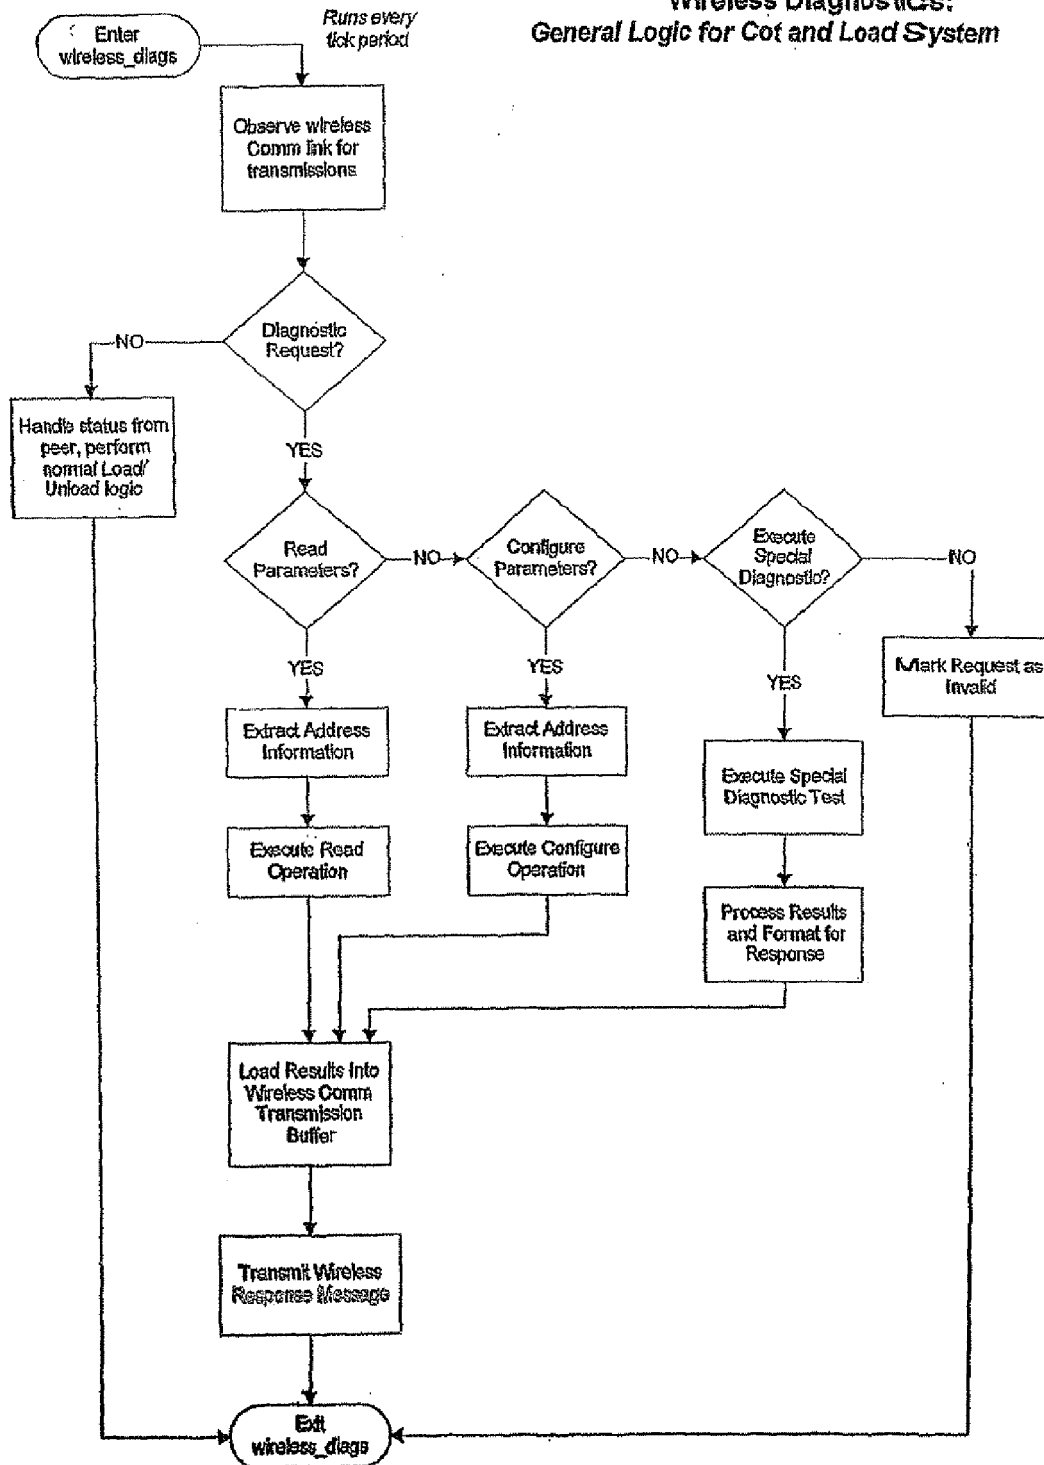 Wireless Diagnostics:
General Logic for Cot and Load System
Runs every
tick period
Enter
wireless_diags
Observe wireless
Comm link for
transmissions
Diagnostic
Request?
NO
YES
Handle status from
peer, perform
normal Load/
Unload logic
Read
Parameters?
NO
Configure
Parameters?
NO
Execute
Special
Diagnostic?
NO
YES
YES
YES
Mark Request as
Invalid
Extract Address
Information
Extract Address
Information
Execute Special
Diagnostic Test
Execute Read
Operation
Execute Configure
Operation
Process Results
and Format for
Response
Load Results Into
Wireless Comm
Transmission
Buffer
Transmit Wireless
Response Message
Exit
wireless_diags